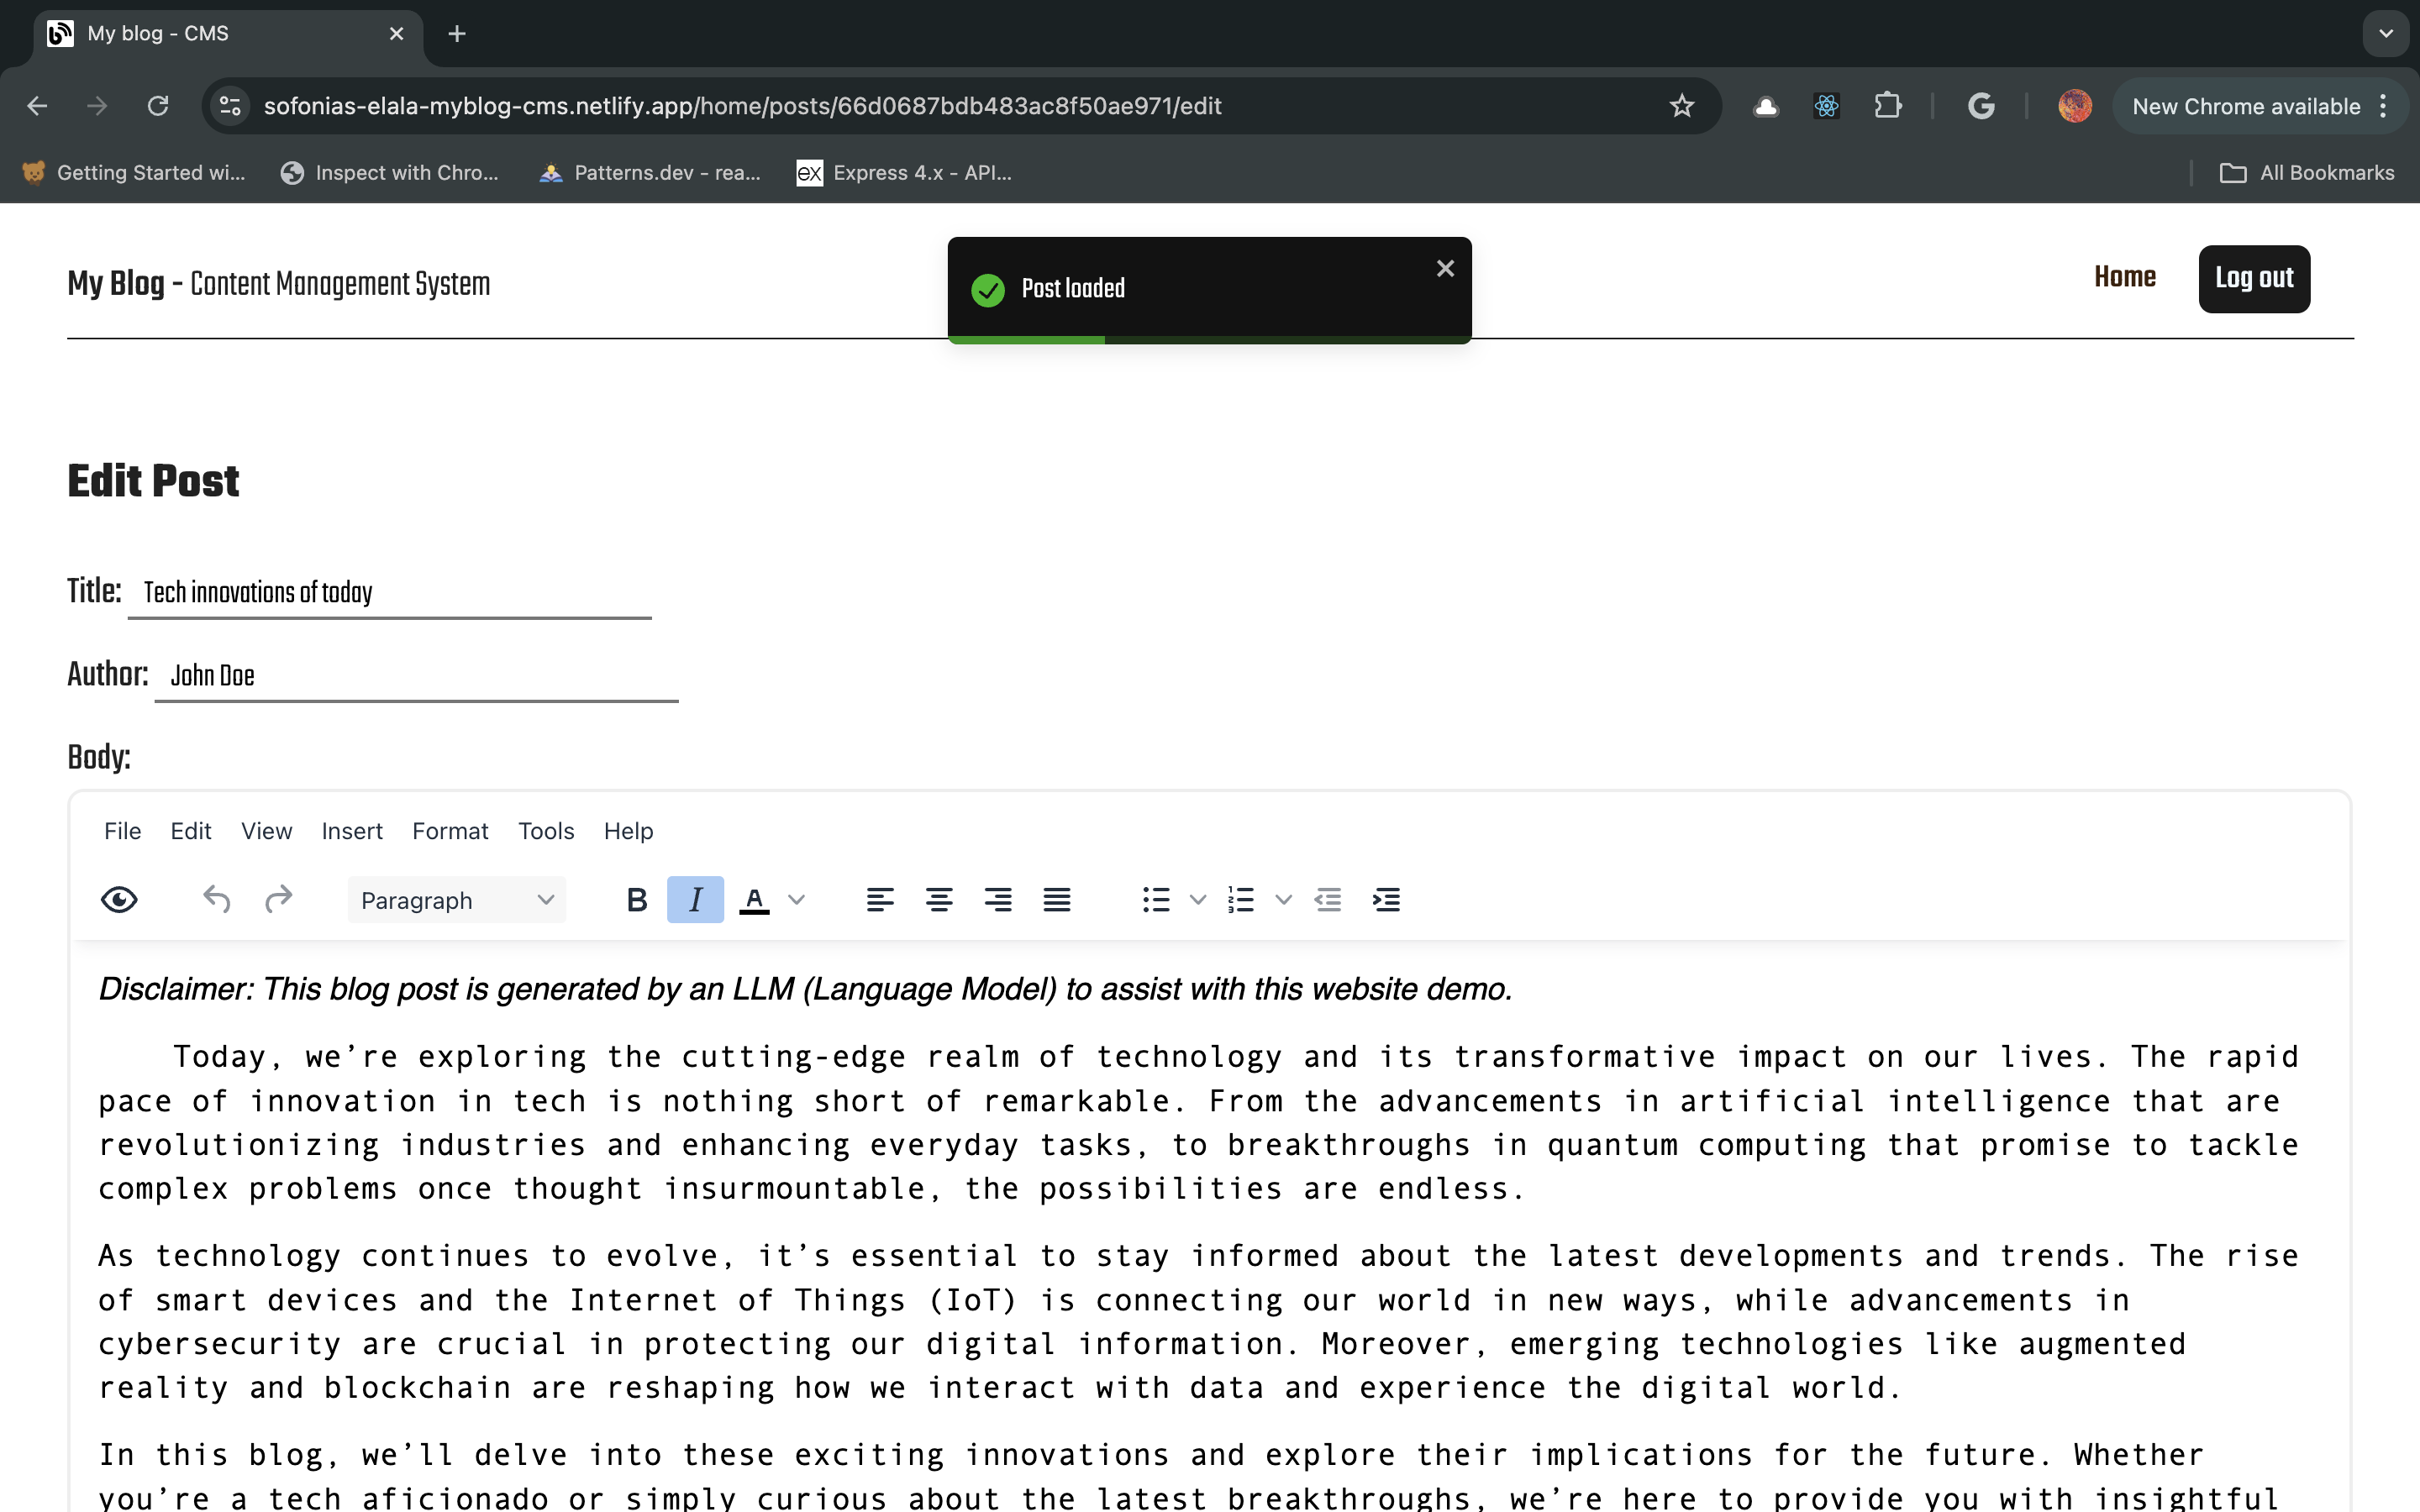 My blog - CMS
sofonias-elala-myblog-cms.netlify.app/home/posts/66d0687bdb483ac8f50ae971/edit
New Chrome available
Getting Started wi...
Inspect with Chro...
Patterns.dev - rea...
ex
Express 4.x - API...
All Bookmarks
My Blog - Content Management System
Post loaded
Home
Log out
Edit Post
Title: Tech innovations of today
Author: John Doe
Body:
File Edit View Insert Format Tools Help
Paragraph
B I A
Disclaimer: This blog post is generated by an LLM (Language Model) to assist with this website demo.
Today, we’re exploring the cutting-edge realm of technology and its transformative impact on our lives. The rapid
pace of innovation in tech is nothing short of remarkable. From the advancements in artificial intelligence that are
revolutionizing industries and enhancing everyday tasks, to breakthroughs in quantum computing that promise to tackle
complex problems once thought insurmountable, the possibilities are endless.
As technology continues to evolve, it’s essential to stay informed about the latest developments and trends. The rise
of smart devices and the Internet of Things (IoT) is connecting our world in new ways, while advancements in
cybersecurity are crucial in protecting our digital information. Moreover, emerging technologies like augmented
reality and blockchain are reshaping how we interact with data and experience the digital world.
In this blog, we’ll delve into these exciting innovations and explore their implications for the future. Whether
you’re a tech aficionado or simply curious about the latest breakthroughs, we’re here to provide you with insightful